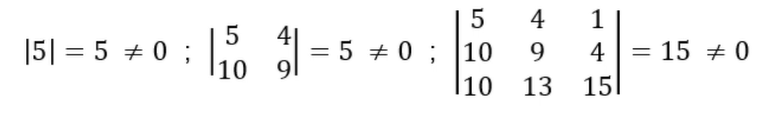 |5| = 5 ≠ 0 ; |5 4| = 5 ≠ 0 ; |5 4 1| = 15 ≠ 0
|10 9| |10 9 4|
|10 13 15|